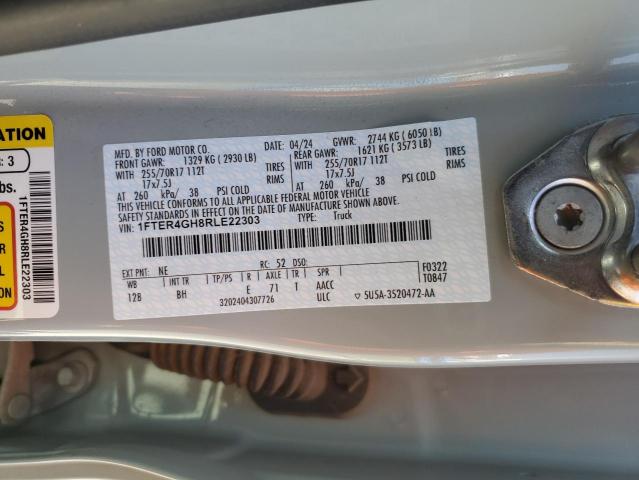 MFD. BY FORD MOTOR CO. DATE: 04/24 GVWR: 2744 KG ( 6050 LB)
FRONT GAWR: 1329 KG ( 2930 LB) REAR GAWR: 1621 KG ( 3573 LB)
WITH 255/70R17 112T TIRES WITH 255/70R17 112T TIRES
17x7.5J RIMS 17x7.5J RIMS
AT 260 kPa/ 38 PSI COLD AT 260 kPa/ 38 PSI COLD
THIS VEHICLE CONFORMS TO ALL APPLICABLE FEDERAL MOTOR VEHICLE
SAFETY STANDARDS IN EFFECT ON THE DATE OF MANUFACTURE SHOWN ABOVE.
VIN: 1FTER4GH8RLE22303 TYPE: Truck
EXT PNT: NE RC: 52 DSO: F0322
WB INT TR TP/PS R AXLE TR SPR T0847
128 BH E 71 T AACC
3202404307726 ULC 5U5A-3520472-AA
ATION
: 3
bs.
1FTER4GH8RLE22303